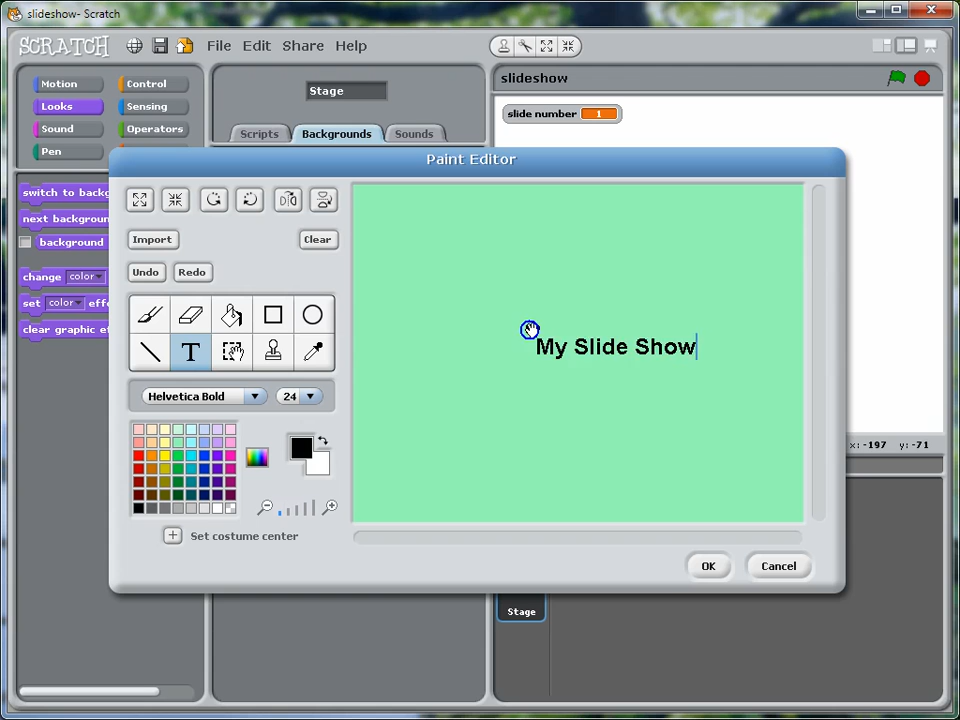 slideshow- Scratch
SCRATCH File Edit Share Help
Motion Control
Looks Sensing
Sound Operators
Pen
Stage
Scripts Backgrounds Sounds
slideshow
slide number 1
switch to backg
next background
background
change color
set color effe
clear graphic ef
Paint Editor
Import Clear
Undo Redo
T
Helvetica Bold 24
Set costume center
My Slide Show
OK Cancel
x: -197 y: -71
Stage